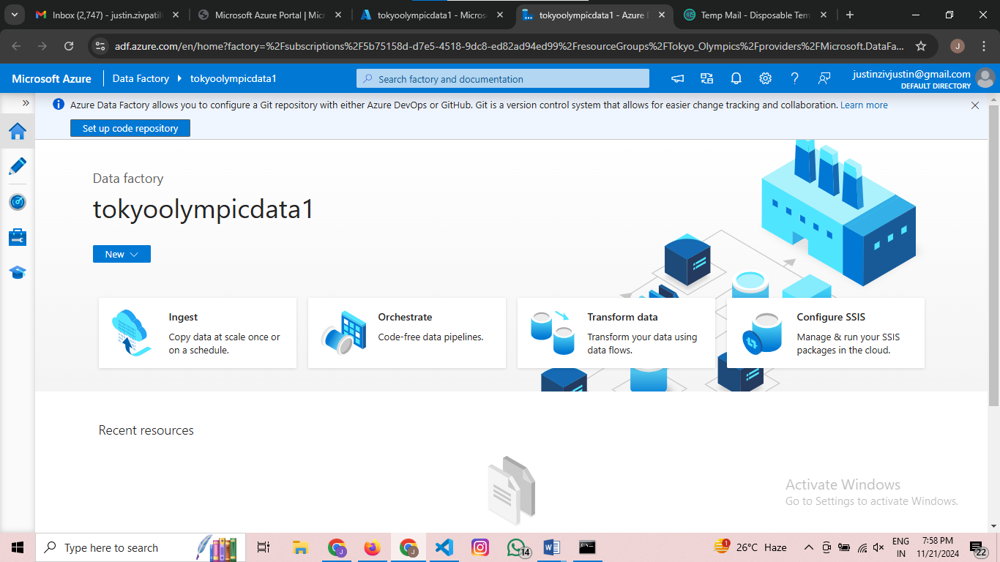 Inbox (2,747) - justin.zivpatil
Microsoft Azure Portal | Micr
tokyoolympicdata1 - Micros
tokyoolympicdata1 - Azure D
Temp Mail - Disposable Tem
adf.azure.com/en/home?factory=%2Fsubscriptions%2F5b75158d-d7e5-4518-9dc8-ed82ad94ed99%2FresourceGroups%2FTokyo_Olympics%2Fproviders%2FMicrosoft.DataFa...
J
Microsoft Azure
Data Factory
tokyoolympicdata1
Search factory and documentation
justinzivjustin@gmail.com
DEFAULT DIRECTORY
Azure Data Factory allows you to configure a Git repository with either Azure DevOps or GitHub. Git is a version control system that allows for easier change tracking and collaboration. Learn more
Set up code repository
Data factory
tokyoolympicdata1
New
Ingest
Copy data at scale once or
on a schedule.
Orchestrate
Code-free data pipelines.
Transform data
Transform your data using
data flows.
Configure SSIS
Manage & run your SSIS
packages in the cloud.
Recent resources
Activate Windows
Go to Settings to activate Windows.
Type here to search
J
J
14
1
26°C Haze
ENG
IN
7:58 PM
11/21/2024
22